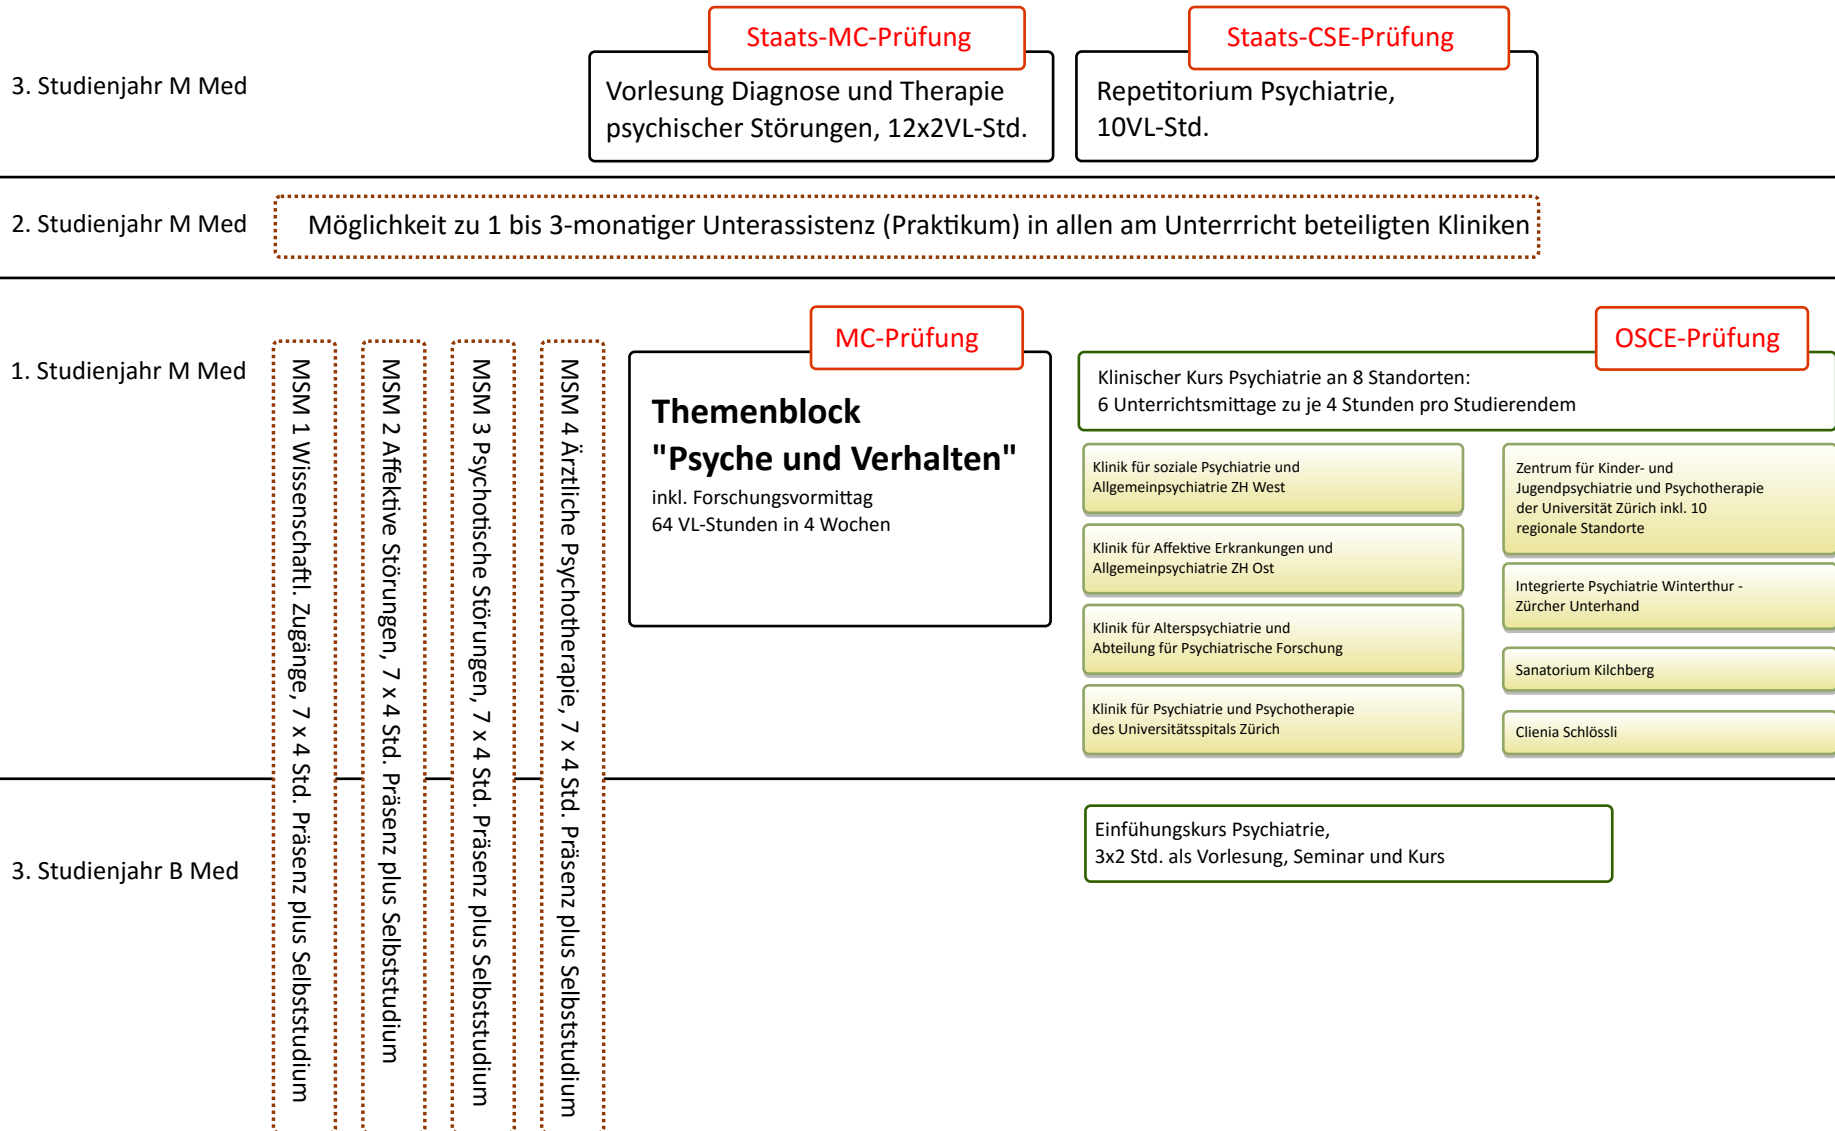 Staats-MC-Prüfung
Staats-CSE-Prüfung
3. Studienjahr M Med
Vorlesung Diagnose und Therapie
psychischer Störungen, 12x2VL-Std.
Repetitorium Psychiatrie,
10VL-Std.
2. Studienjahr M Med
Möglichkeit zu 1 bis 3-monatiger Unterassistenz (Praktikum) in allen am Unterrricht beteiligten Kliniken
1. Studienjahr M Med
MSM 1 Wissenschaftl. Zugänge, 7 x 4 Std. Präsenz plus Selbststudium
MSM 2 Affektive Störungen, 7 x 4 Std. Präsenz plus Selbststudium
MSM 3 Psychotische Störungen, 7 x 4 Std. Präsenz plus Selbststudium
MSM 4 Ärztliche Psychotherapie, 7 x 4 Std. Präsenz plus Selbststudium
MC-Prüfung
Themenblock
"Psyche und Verhalten"
inkl. Forschungsvormittag
64 VL-Stunden in 4 Wochen
OSCE-Prüfung
Klinischer Kurs Psychiatrie an 8 Standorten:
6 Unterrichtsmittage zu je 4 Stunden pro Studierendem
Klinik für soziale Psychiatrie und
Allgemeinpsychiatrie ZH West
Klinik für Affektive Erkrankungen und
Allgemeinpsychiatrie ZH Ost
Klinik für Alterspsychiatrie und
Abteilung für Psychiatrische Forschung
Klinik für Psychiatrie und Psychotherapie
des Universitätsspitals Zürich
Zentrum für Kinder- und
Jugendpsychiatrie und Psychotherapie
der Universität Zürich inkl. 10
regionale Standorte
Integrierte Psychiatrie Winterthur -
Zürcher Unterhand
Sanatorium Kilchberg
Clienia Schlössli
3. Studienjahr B Med
Einfühungskurs Psychiatrie,
3x2 Std. als Vorlesung, Seminar und Kurs